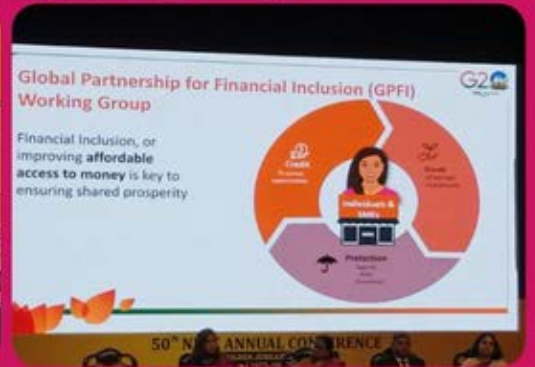 Global Partnership for Financial Inclusion (GPFI)
Working Group
G20
Financial Inclusion, or
improving affordable
access to money is key to
ensuring shared prosperity
Credit
Individuals &
SMEs
Protection
50th ANNUAL CONFERENCE